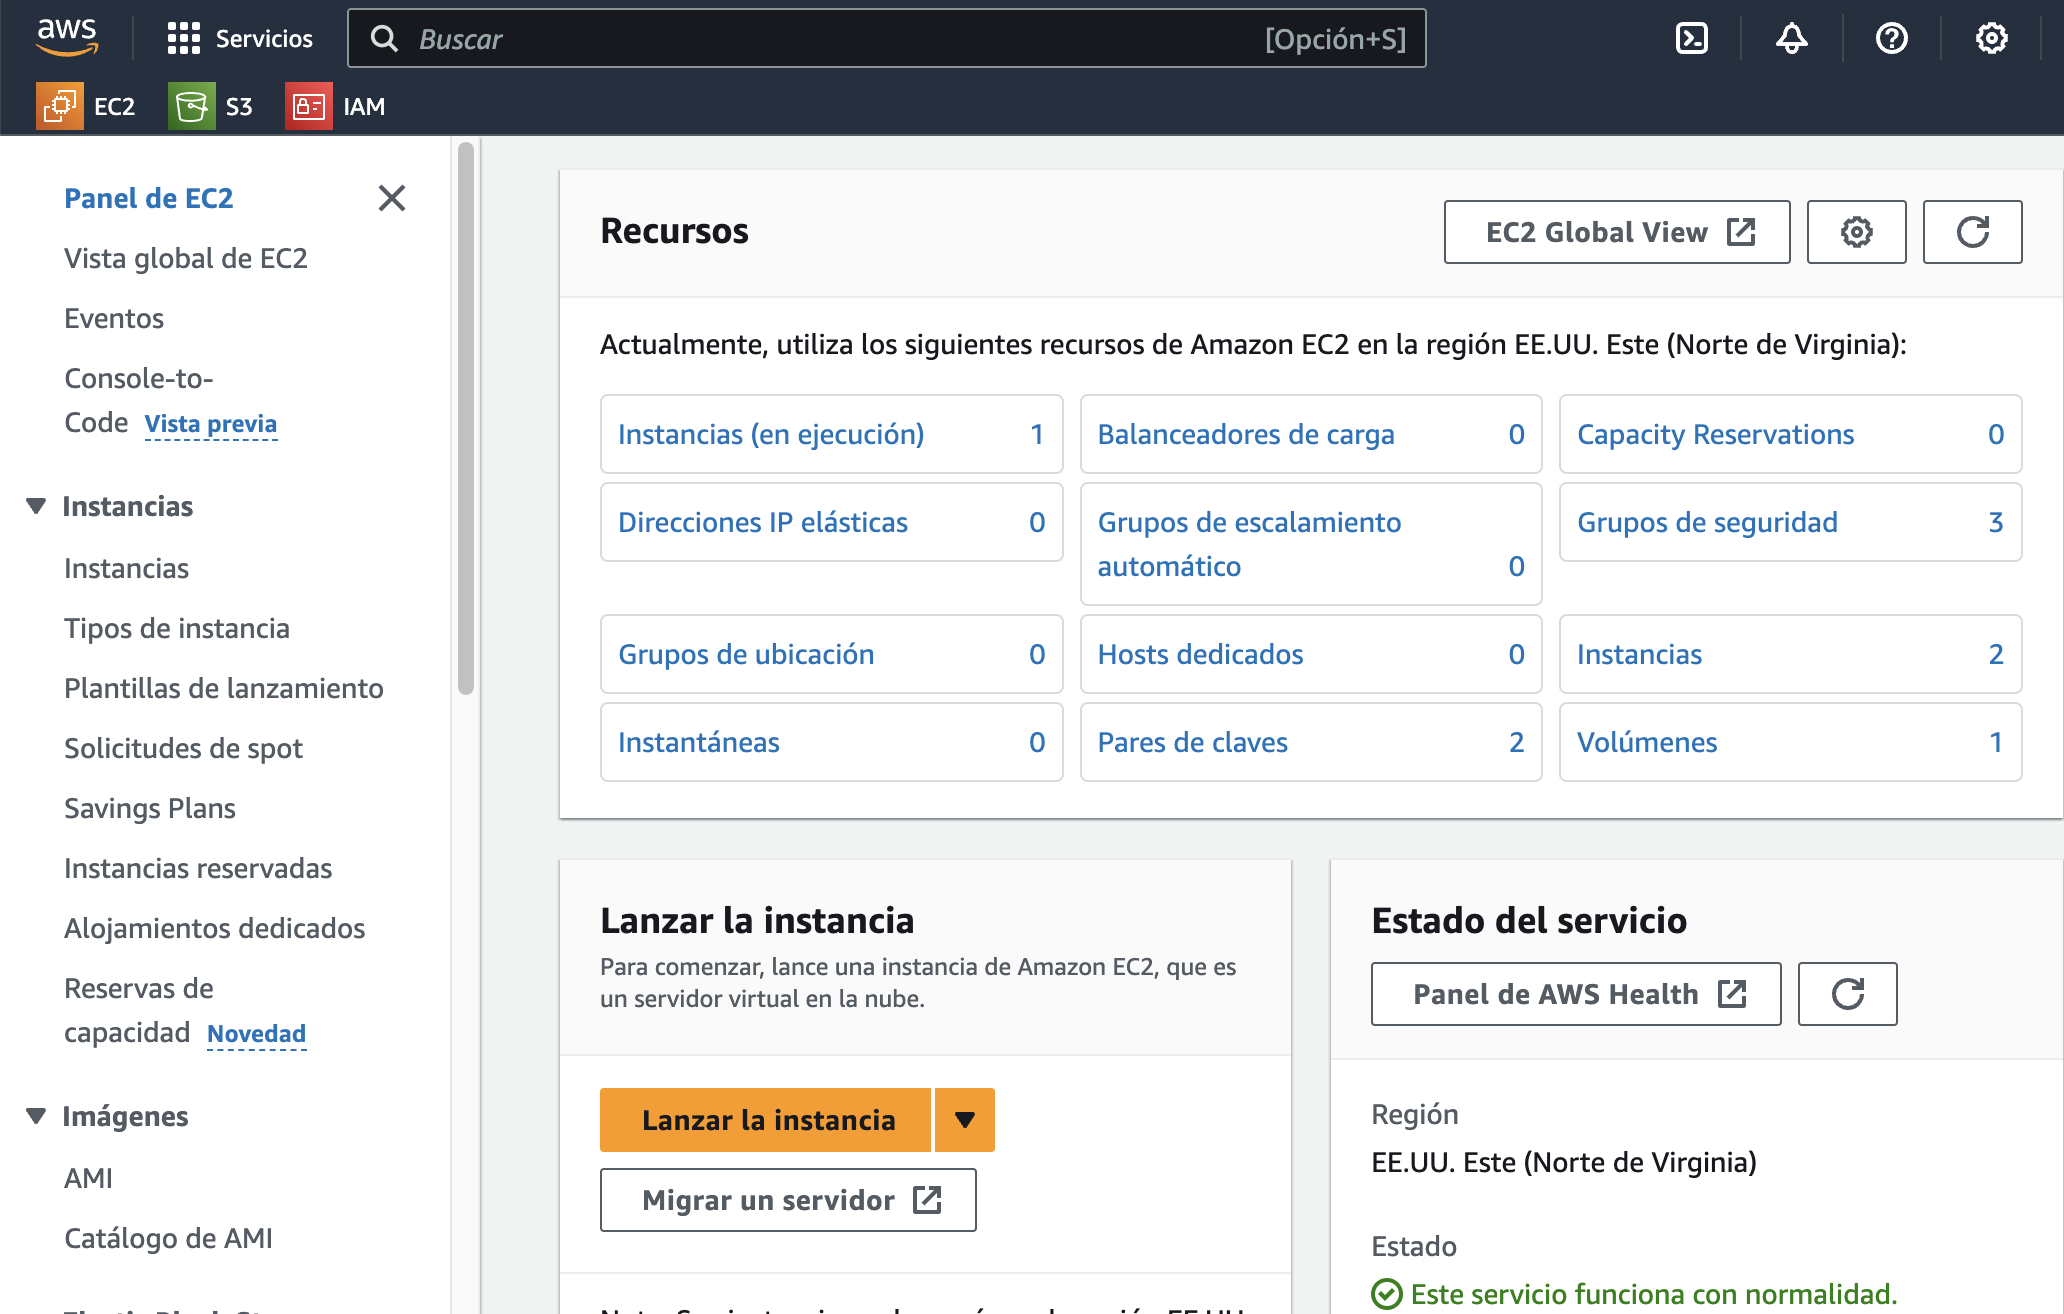 aws
Servicios
Buscar
[Opción+S]
EC2
S3
IAM
Panel de EC2
Vista global de EC2
Eventos
Console-to-
Code Vista previa
Instancias
Instancias
Tipos de instancia
Plantillas de lanzamiento
Solicitudes de spot
Savings Plans
Instancias reservadas
Alojamientos dedicados
Reservas de
capacidad Novedad
Imágenes
AMI
Catálogo de AMI
Recursos
EC2 Global View
Actualmente, utiliza los siguientes recursos de Amazon EC2 en la región EE.UU. Este (Norte de Virginia):
Instancias (en ejecución) 1
Balanceadores de carga 0
Capacity Reservations 0
Direcciones IP elásticas 0
Grupos de escalamiento
automático 0
Grupos de seguridad 3
Grupos de ubicación 0
Hosts dedicados 0
Instancias 2
Instantáneas 0
Pares de claves 2
Volúmenes 1
Lanzar la instancia
Para comenzar, lance una instancia de Amazon EC2, que es
un servidor virtual en la nube.
Lanzar la instancia
Migrar un servidor
Estado del servicio
Panel de AWS Health
Región
EE.UU. Este (Norte de Virginia)
Estado
Este servicio funciona con normalidad.